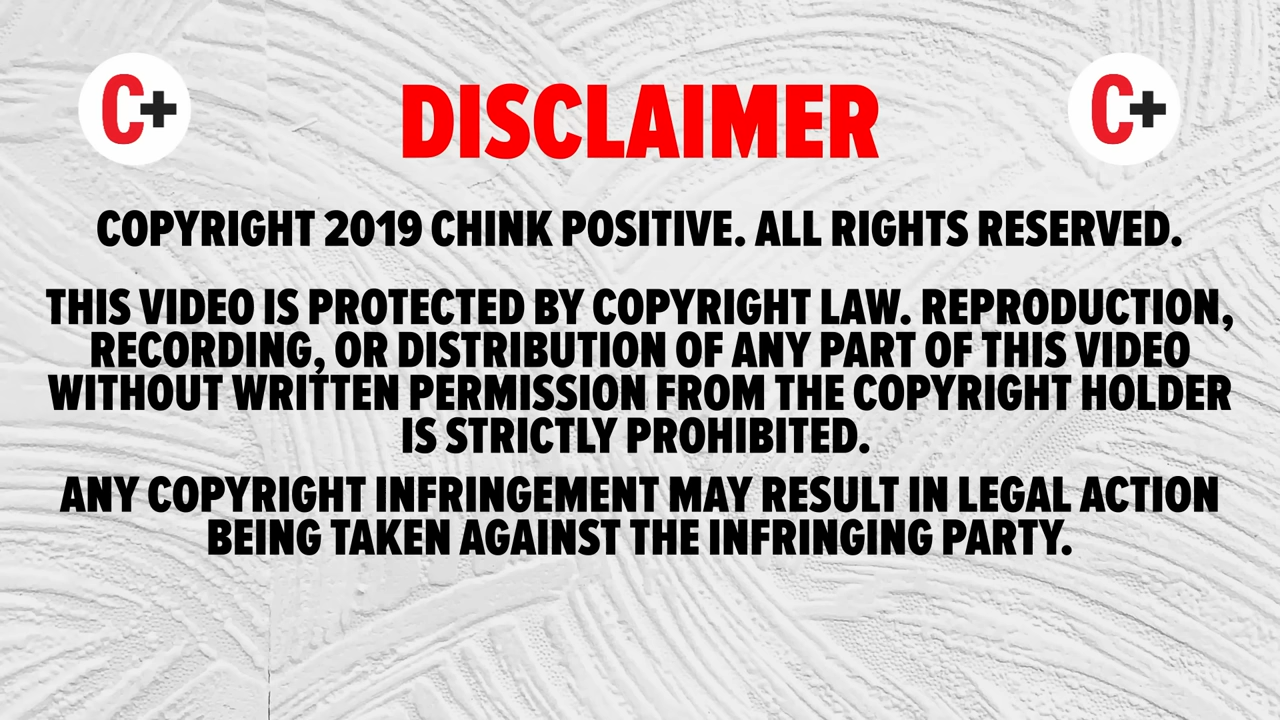 C+
C+
DISCLAIMER
COPYRIGHT 2019 CHINK POSITIVE. ALL RIGHTS RESERVED.
THIS VIDEO IS PROTECTED BY COPYRIGHT LAW. REPRODUCTION,
RECORDING, OR DISTRIBUTION OF ANY PART OF THIS VIDEO
WITHOUT WRITTEN PERMISSION FROM THE COPYRIGHT HOLDER
IS STRICTLY PROHIBITED.
ANY COPYRIGHT INFRINGEMENT MAY RESULT IN LEGAL ACTION
BEING TAKEN AGAINST THE INFRINGING PARTY.